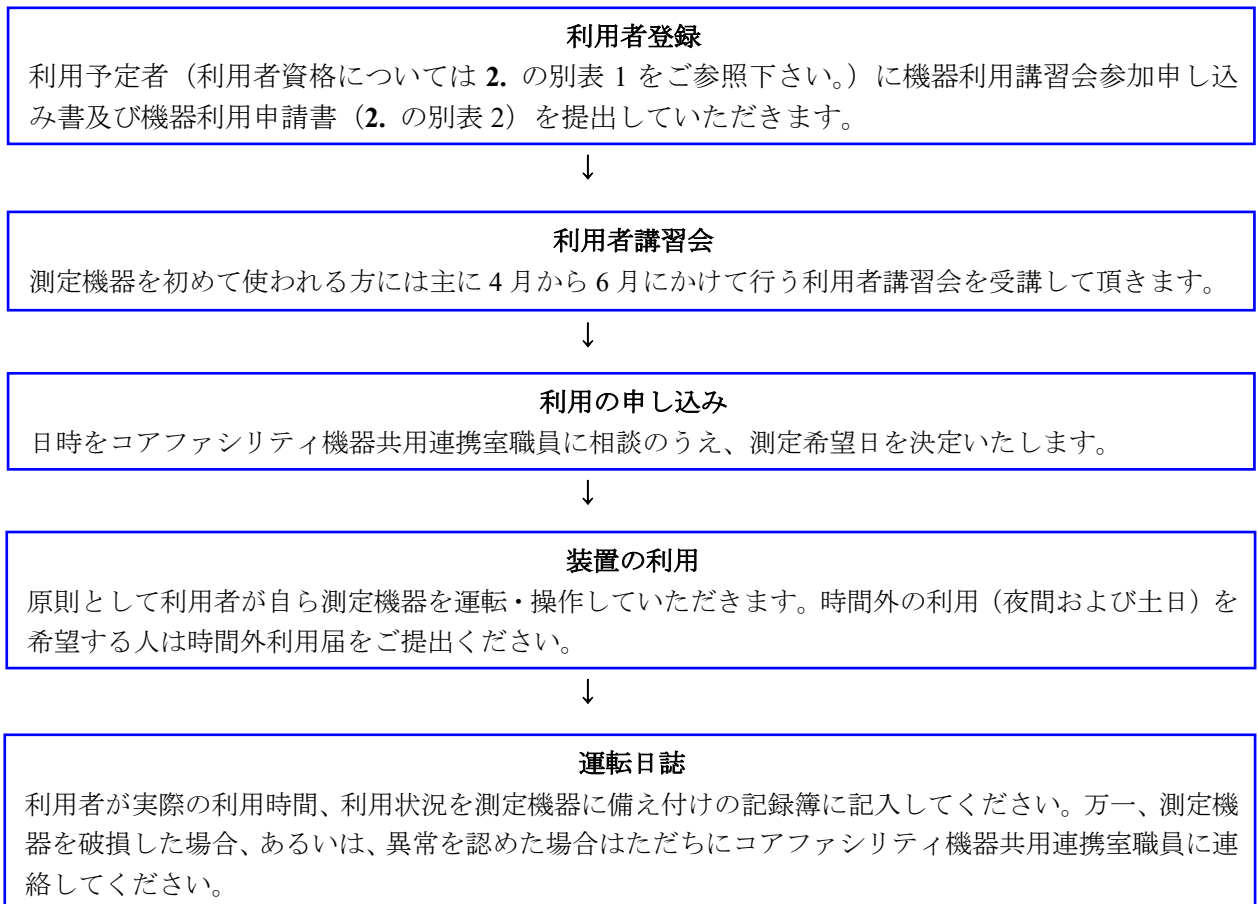 利用者登録
利用予定者（利用者資格については 2. の別表 1 をご参照下さい。）に機器利用講習会参加申し込
み書及び機器利用申請書（2. の別表 2）を提出していただきます。
↓
利用者講習会
測定機器を初めて使われる方には主に 4 月から 6 月にかけて行う利用者講習会を受講して頂きます。
↓
利用の申し込み
日時をコアファシリティ機器共用連携室職員に相談のうえ、測定希望日を決定いたします。
↓
装置の利用
原則として利用者が自ら測定機器を運転・操作していただきます。時間外の利用（夜間および土日）を
希望する人は時間外利用届をご提出ください。
↓
運転日誌
利用者が実際の利用時間、利用状況を測定機器に備え付けの記録簿に記入してください。万一、測定機
器を破損した場合、あるいは、異常を認めた場合はただちにコアファシリティ機器共用連携室職員に連
絡してください。